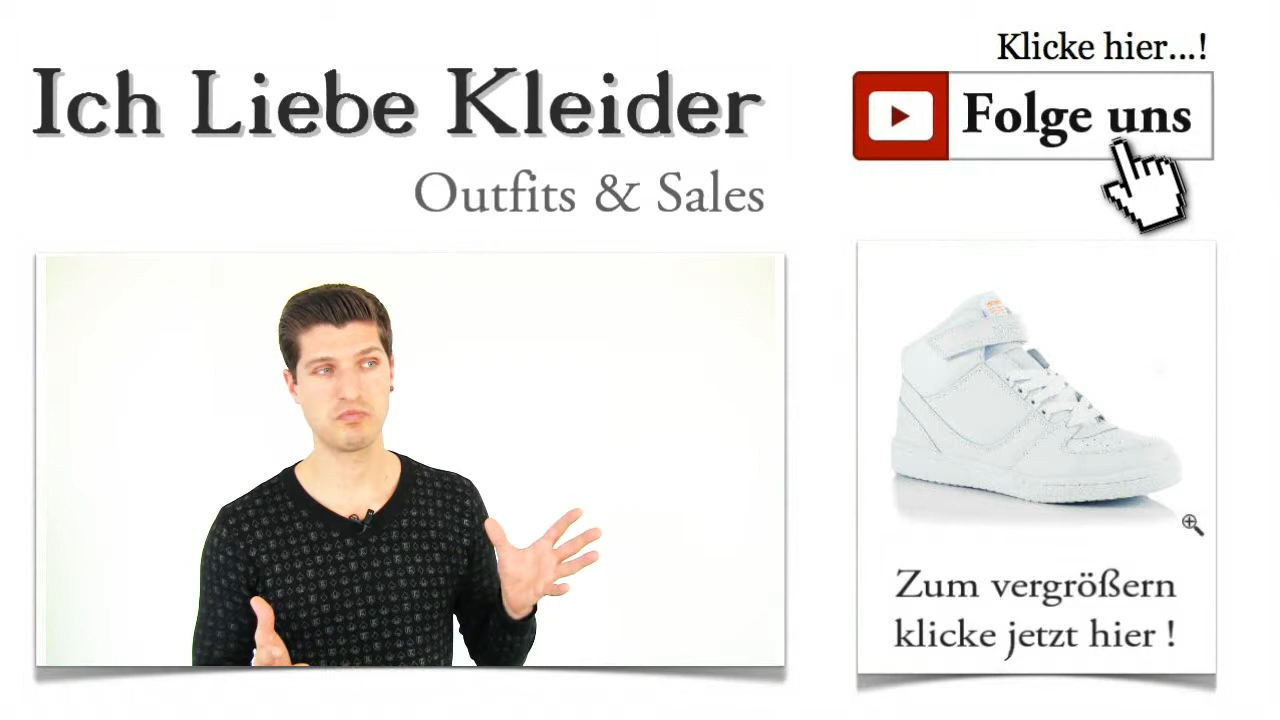 Ich Liebe Kleider
Outfits & Sales
Klicke hier...!
Folge uns
Zum vergrößern
klicke jetzt hier !